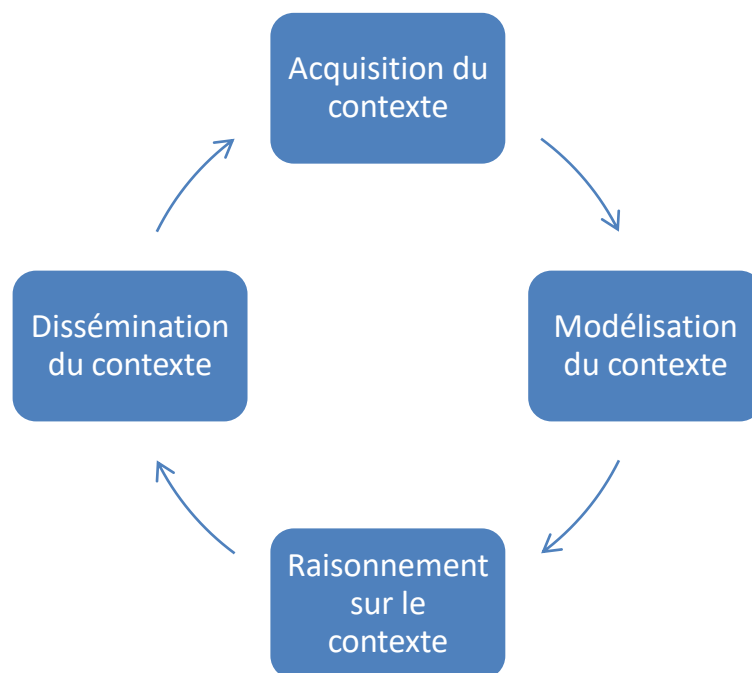 Acquisition du
contexte
Modélisation
du contexte
Raisonnement
sur le
contexte
Dissémination
du contexte